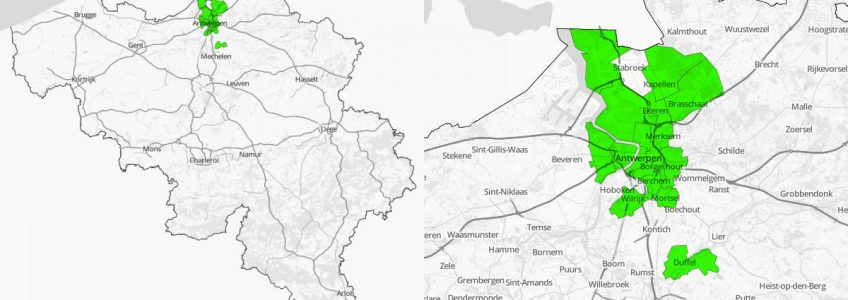 Brugge
Antwerpen
Gent
Mechelen
Kortrijk
Leuven
Hasselt
Mons
Charleroi
Namur
Liège
Arlon
Kalmthout
Wuustwezel
Hoogstrate
Stabroek
Kapellen
Brecht
Rijkevorsel
Ekeren
Brasschaat
Malle
Merksem
Zoersel
Sint-Gillis-Waas
Stekene
Beveren
Antwerpen
Schilde
Borgerhout
Berchem
Wommelgem
Ranst
Grobbendonk
Sint-Niklaas
Hoboken
Wilrijk
Mortsel
Boechout
Temse
Kontich
Lier
Waasmunster
Hamme
Bornem
Duffel
Zele
Boom
Puurs
Rumst
Grembergen
Sint-Amands
Willebroek
Heist-op-den-Berg
Dendermonde
Putte